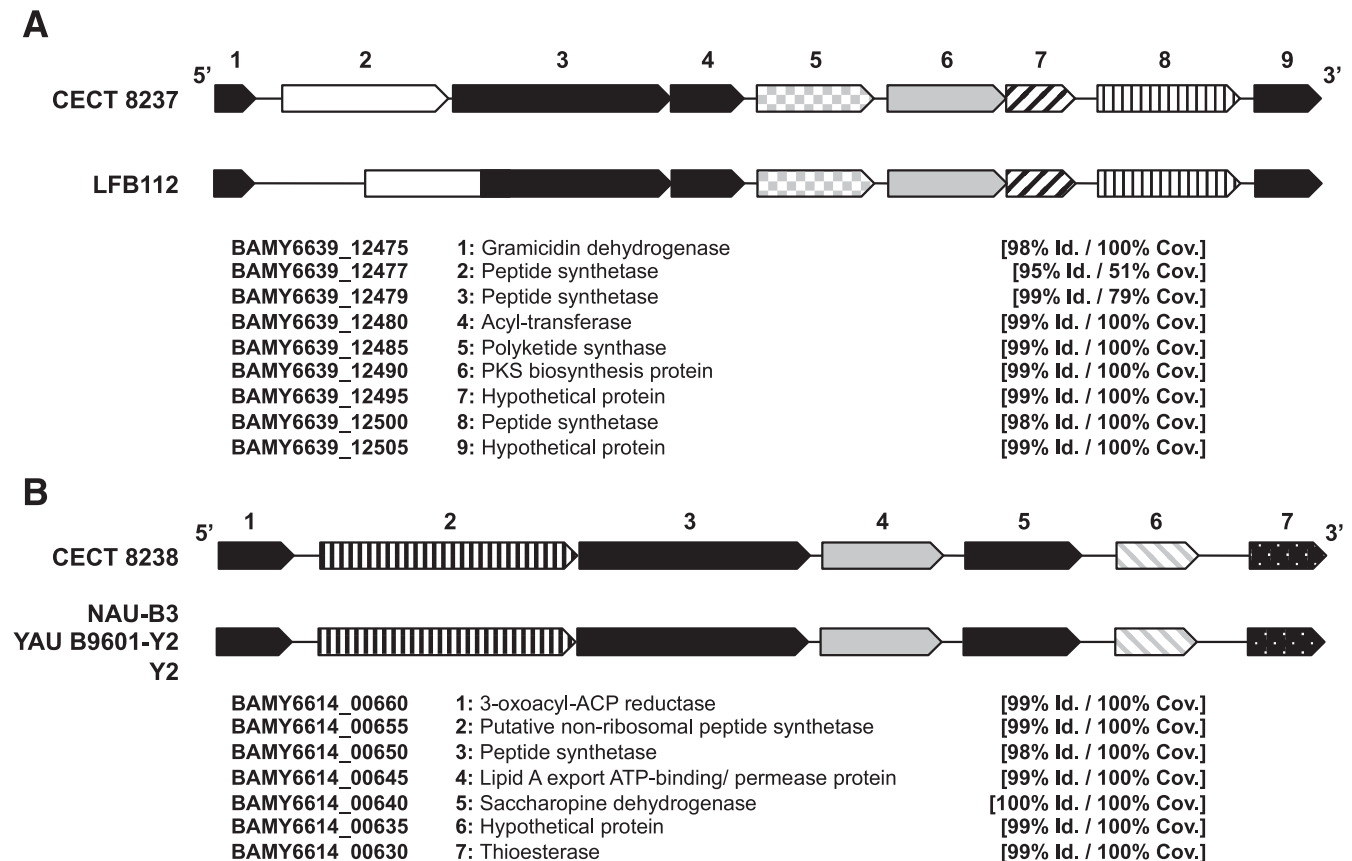 A
1 2 3 4 5 6 7 8 9
5’ 3’
CECT 8237
LFB112
BAMY6639_12475 1: Gramicidin dehydrogenase [98% Id. / 100% Cov.]
BAMY6639_12477 2: Peptide synthetase [95% Id. / 51% Cov.]
BAMY6639_12479 3: Peptide synthetase [99% Id. / 79% Cov.]
BAMY6639_12480 4: Acyl-transferase [99% Id. / 100% Cov.]
BAMY6639_12485 5: Polyketide synthase [99% Id. / 100% Cov.]
BAMY6639_12490 6: PKS biosynthesis protein [99% Id. / 100% Cov.]
BAMY6639_12495 7: Hypothetical protein [99% Id. / 100% Cov.]
BAMY6639_12500 8: Peptide synthetase [98% Id. / 100% Cov.]
BAMY6639_12505 9: Hypothetical protein [99% Id. / 100% Cov.]
B
1 2 3 4 5 6 7
5’ 3’
CECT 8238
NAU-B3
YAU B9601-Y2
Y2
BAMY6614_00660 1: 3-oxoacyl-ACP reductase [99% Id. / 100% Cov.]
BAMY6614_00655 2: Putative non-ribosomal peptide synthetase [99% Id. / 100% Cov.]
BAMY6614_00650 3: Peptide synthetase [98% Id. / 100% Cov.]
BAMY6614_00645 4: Lipid A export ATP-binding/ permease protein [99% Id. / 100% Cov.]
BAMY6614_00640 5: Saccharopine dehydrogenase [100% Id. / 100% Cov.]
BAMY6614_00635 6: Hypothetical protein [99% Id. / 100% Cov.]
BAMY6614_00630 7: Thioesterase [99% Id. / 100% Cov.]